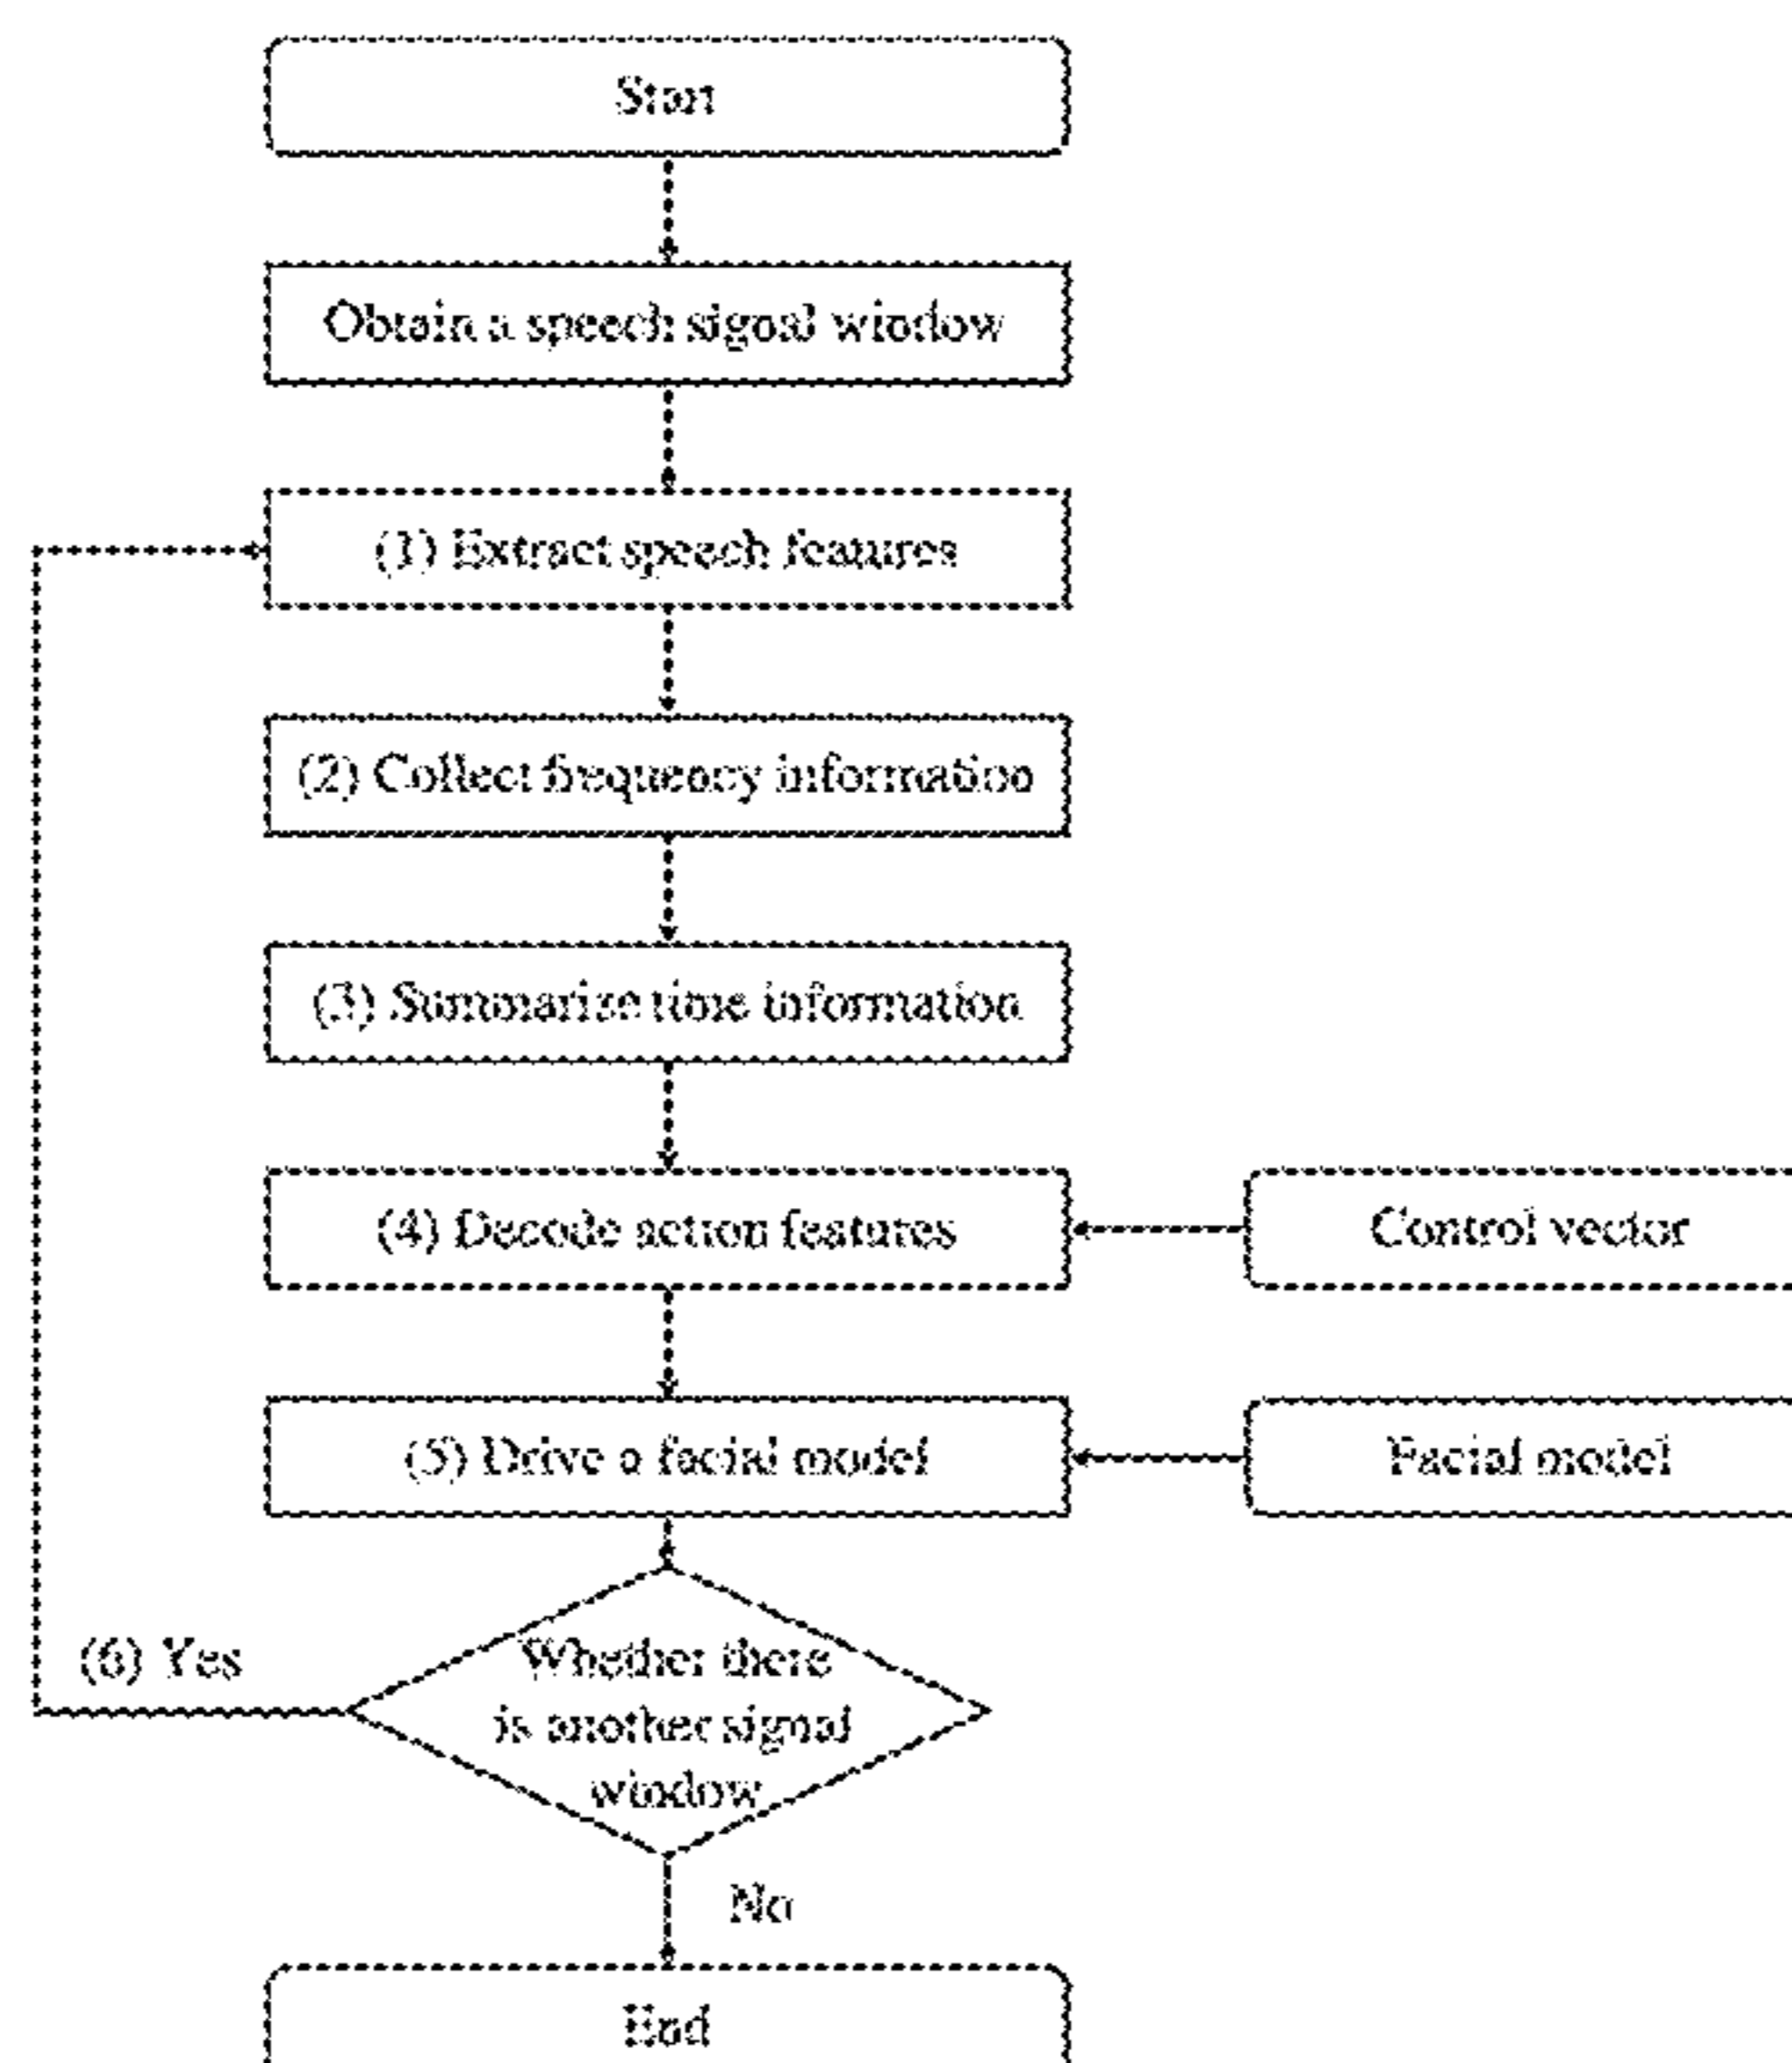 Start
Obtain a speech signal window
(1) Extract speech features
(2) Collect frequency information
(3) Summarize time information
(4) Decode action features
Control vector
(5) Drive a facial model
Facial model
(6) Yes
Whether there
is another signal
window
No
End